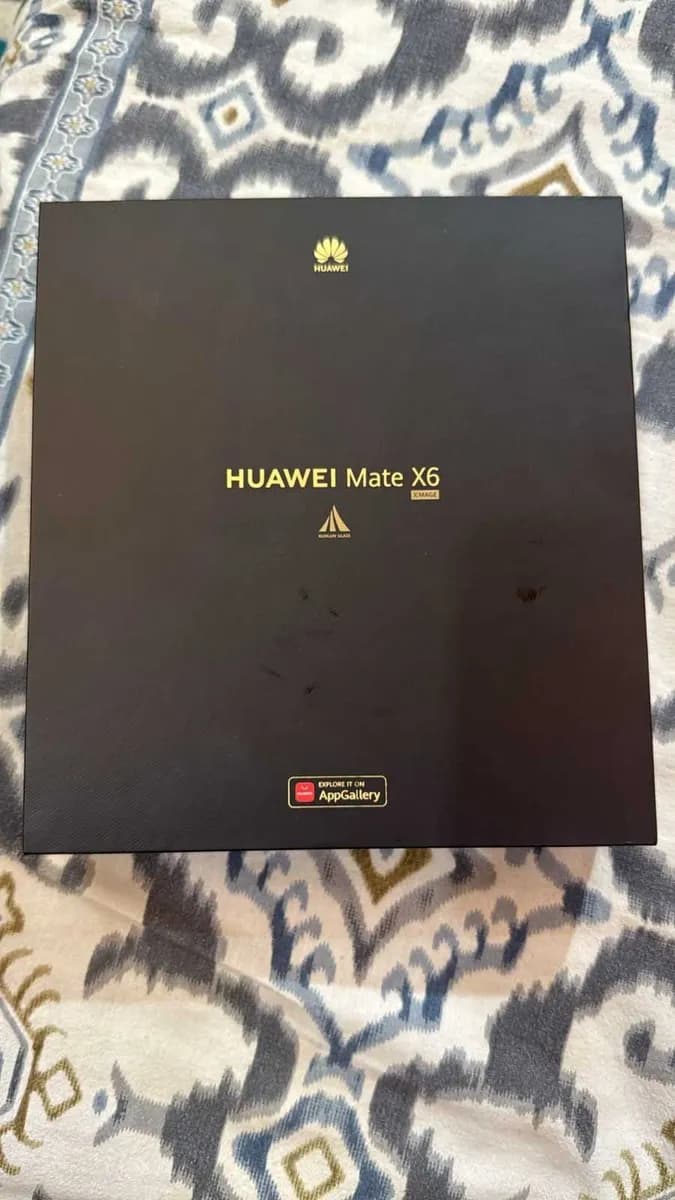 HUAWEI
HUAWEI Mate X6
XMAGE
KUNLUN GLASS
EXPLORE IT ON
AppGallery